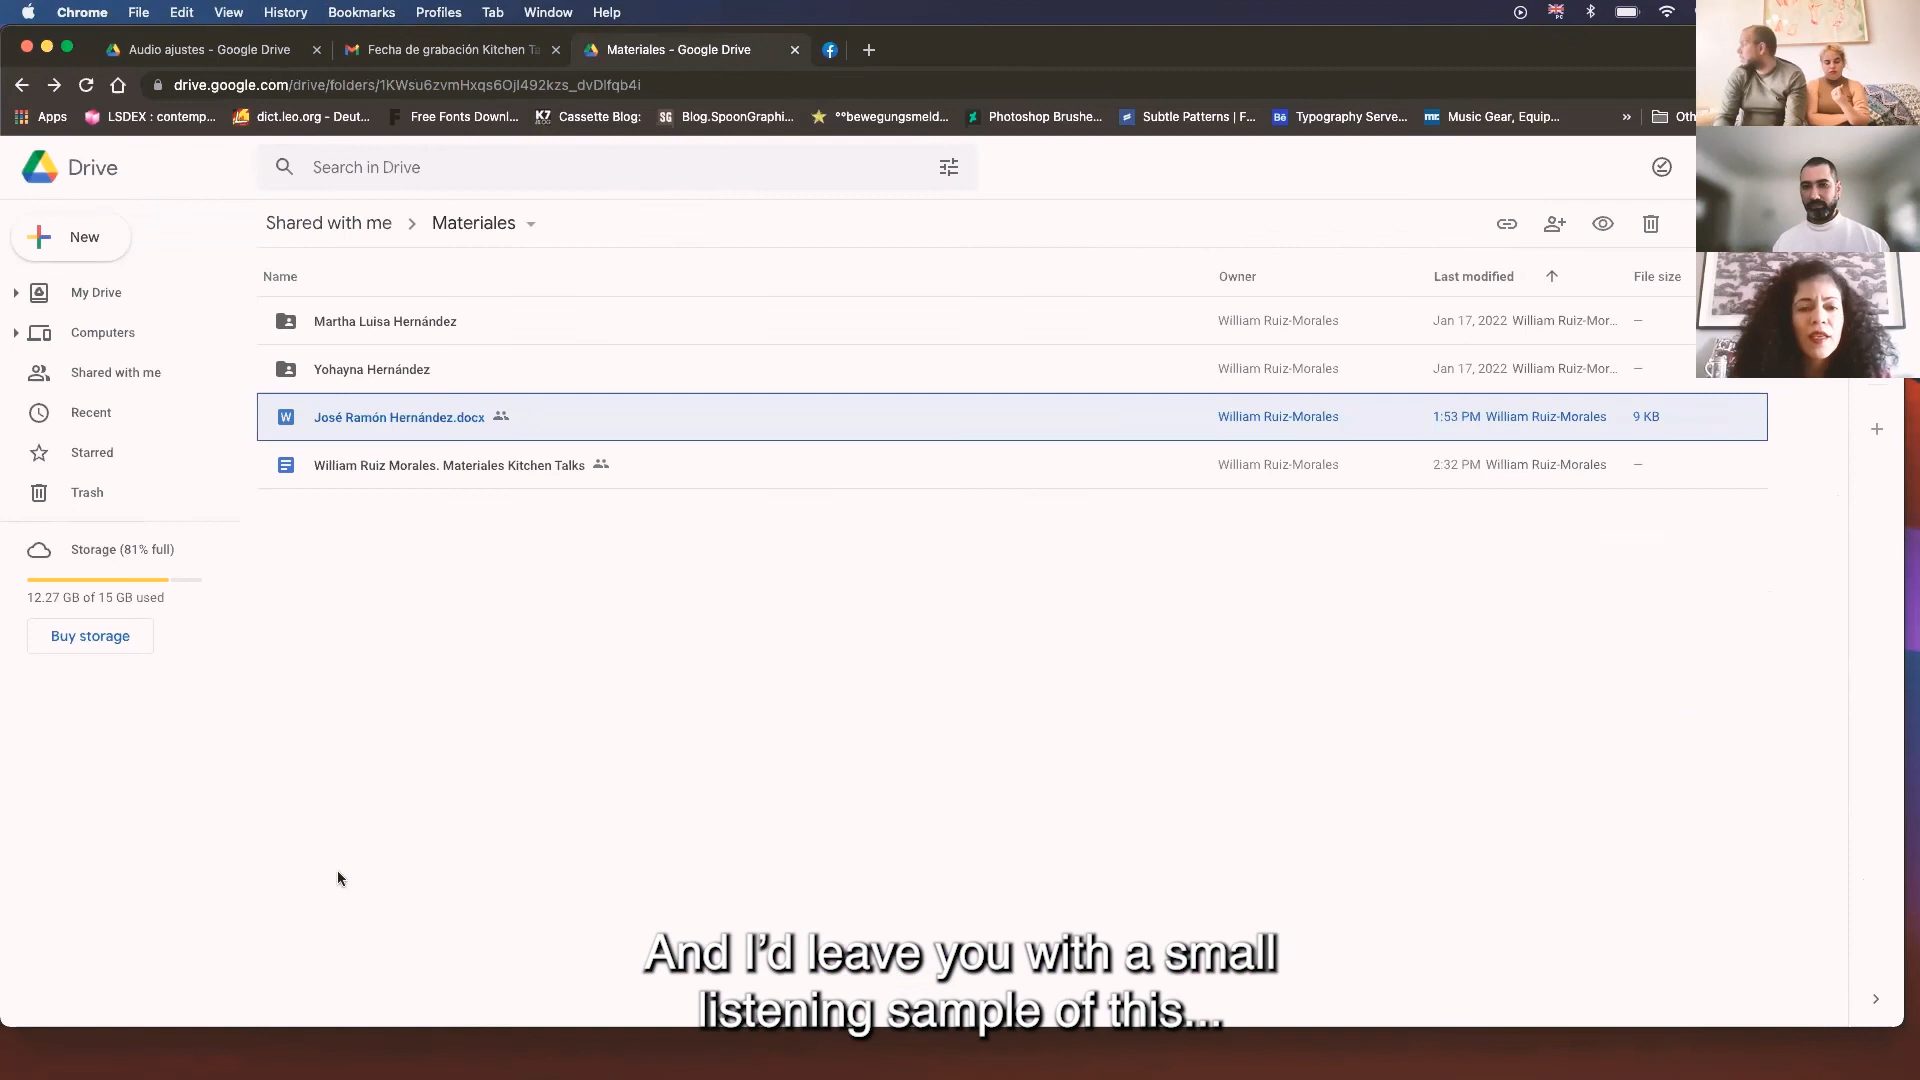 Chrome File Edit View History Bookmarks Profiles Tab Window Help
Audio ajustes - Google Drive
Fecha de grabación Kitchen Ta
Materiales - Google Drive
drive.google.com/drive/folders/1KWsu6zvmHxqs6Ojl492kzs_dvDlfqb4i
Apps LSDEX : contemp... dict.leo.org - Deut... Free Fonts Downl... Cassette Blog: Blog.SpoonGraphi... **bewegungsmeld... Photoshop Brushe... Subtle Patterns | F... Typography Serve... Music Gear, Equip... » Oth
Drive
Search in Drive
New
Shared with me > Materiales
Name Owner Last modified File size
My Drive
Computers
Shared with me
Recent
Starred
Trash
Storage (81% full)
12.27 GB of 15 GB used
Buy storage
Martha Luisa Hernández William Ruiz-Morales Jan 17, 2022 William Ruiz-Mor... —
Yohayna Hernández William Ruiz-Morales Jan 17, 2022 William Ruiz-Mor... —
José Ramón Hernández.docx William Ruiz-Morales 1:53 PM William Ruiz-Morales 9 KB
William Ruiz Morales. Materiales Kitchen Talks William Ruiz-Morales 2:32 PM William Ruiz-Morales —
And I'd leave you with a small
listening sample of this...